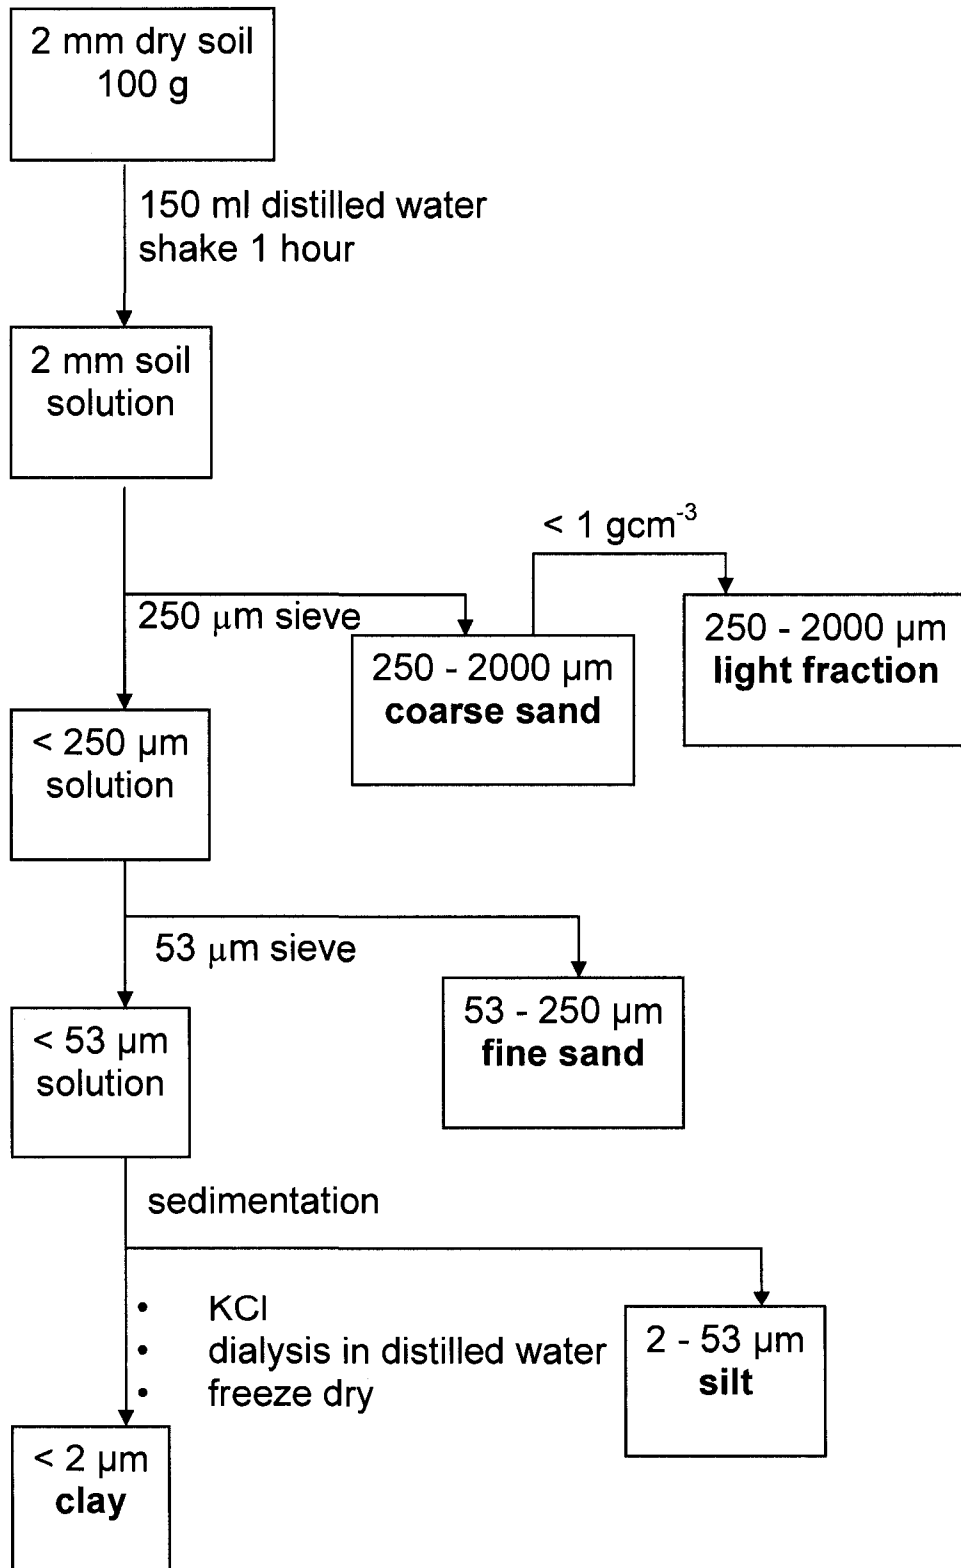 2 mm dry soil
100 g
150 ml distilled water
shake 1 hour
2 mm soil
solution
< 1 gcm⁻³
250 μm sieve
250 - 2000 µm
coarse sand
250 - 2000 µm
light fraction
< 250 µm
solution
53 μm sieve
53 - 250 µm
fine sand
< 53 µm
solution
sedimentation
• KCl
• dialysis in distilled water
• freeze dry
2 - 53 µm
silt
< 2 µm
clay